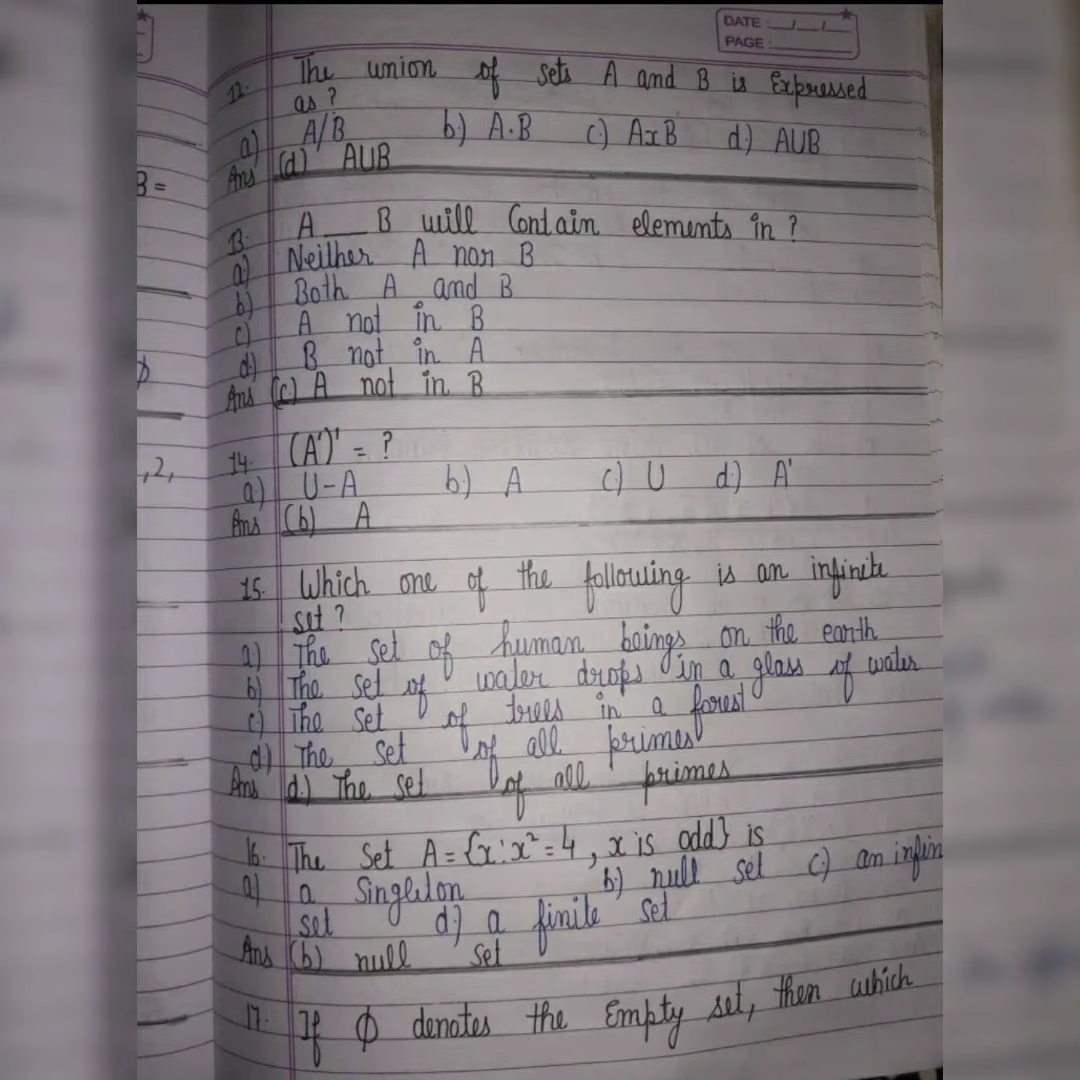 DATE : __/__/__
PAGE :
B =
,2,
12. The union of sets A and B is Expressed
as ?
a) A/B b.) A.B c.) AxB d.) AUB
Ans (d) AUB
13. A ___ B will Contain elements in ?
a) Neither A nor B
b) Both A and B
c) A not in B
d.) B not in A
Ans (c) A not in B
14. (A')' = ?
a) U-A b.) A c.) U d.) A'
Ans (b) A
15. Which one of the following is an infinite
set ?
a) The set of human beings on the earth
b) The set of water drops in a glass of water
c) The set of trees in a forest
d.) The set of all primes
Ans d.) The set of all primes
16. The Set A = {x : x² = 4 , x is odd} is
a) a Singleton b.) null set c.) an infin
set d.) a finite set
Ans (b) null set
17. If Φ denotes the Empty set, then which